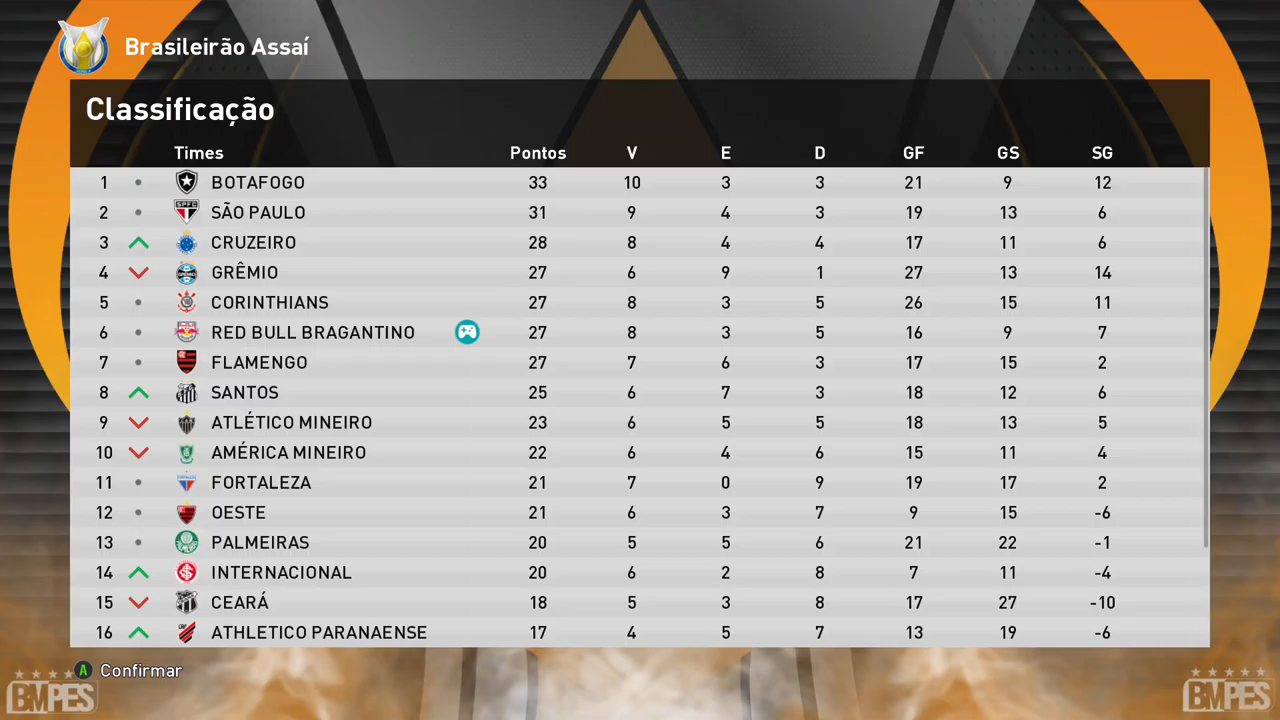 Brasileirão Assaí
Classificação
Times Pontos V E D GF GS SG
1 BOTAFOGO 33 10 3 3 21 9 12
2 SÃO PAULO 31 9 4 3 19 13 6
3 CRUZEIRO 28 8 4 4 17 11 6
4 GRÊMIO 27 6 9 1 27 13 14
5 CORINTHIANS 27 8 3 5 26 15 11
6 RED BULL BRAGANTINO 27 8 3 5 16 9 7
7 FLAMENGO 27 7 6 3 17 15 2
8 SANTOS 25 6 7 3 18 12 6
9 ATLÉTICO MINEIRO 23 6 5 5 18 13 5
10 AMÉRICA MINEIRO 22 6 4 6 15 11 4
11 FORTALEZA 21 7 0 9 19 17 2
12 OESTE 21 6 3 7 9 15 -6
13 PALMEIRAS 20 5 5 6 21 22 -1
14 INTERNACIONAL 20 6 2 8 7 11 -4
15 CEARÁ 18 5 3 8 17 27 -10
16 ATHLETICO PARANAENSE 17 4 5 7 13 19 -6
A Confirmar
BMPES
BMPES